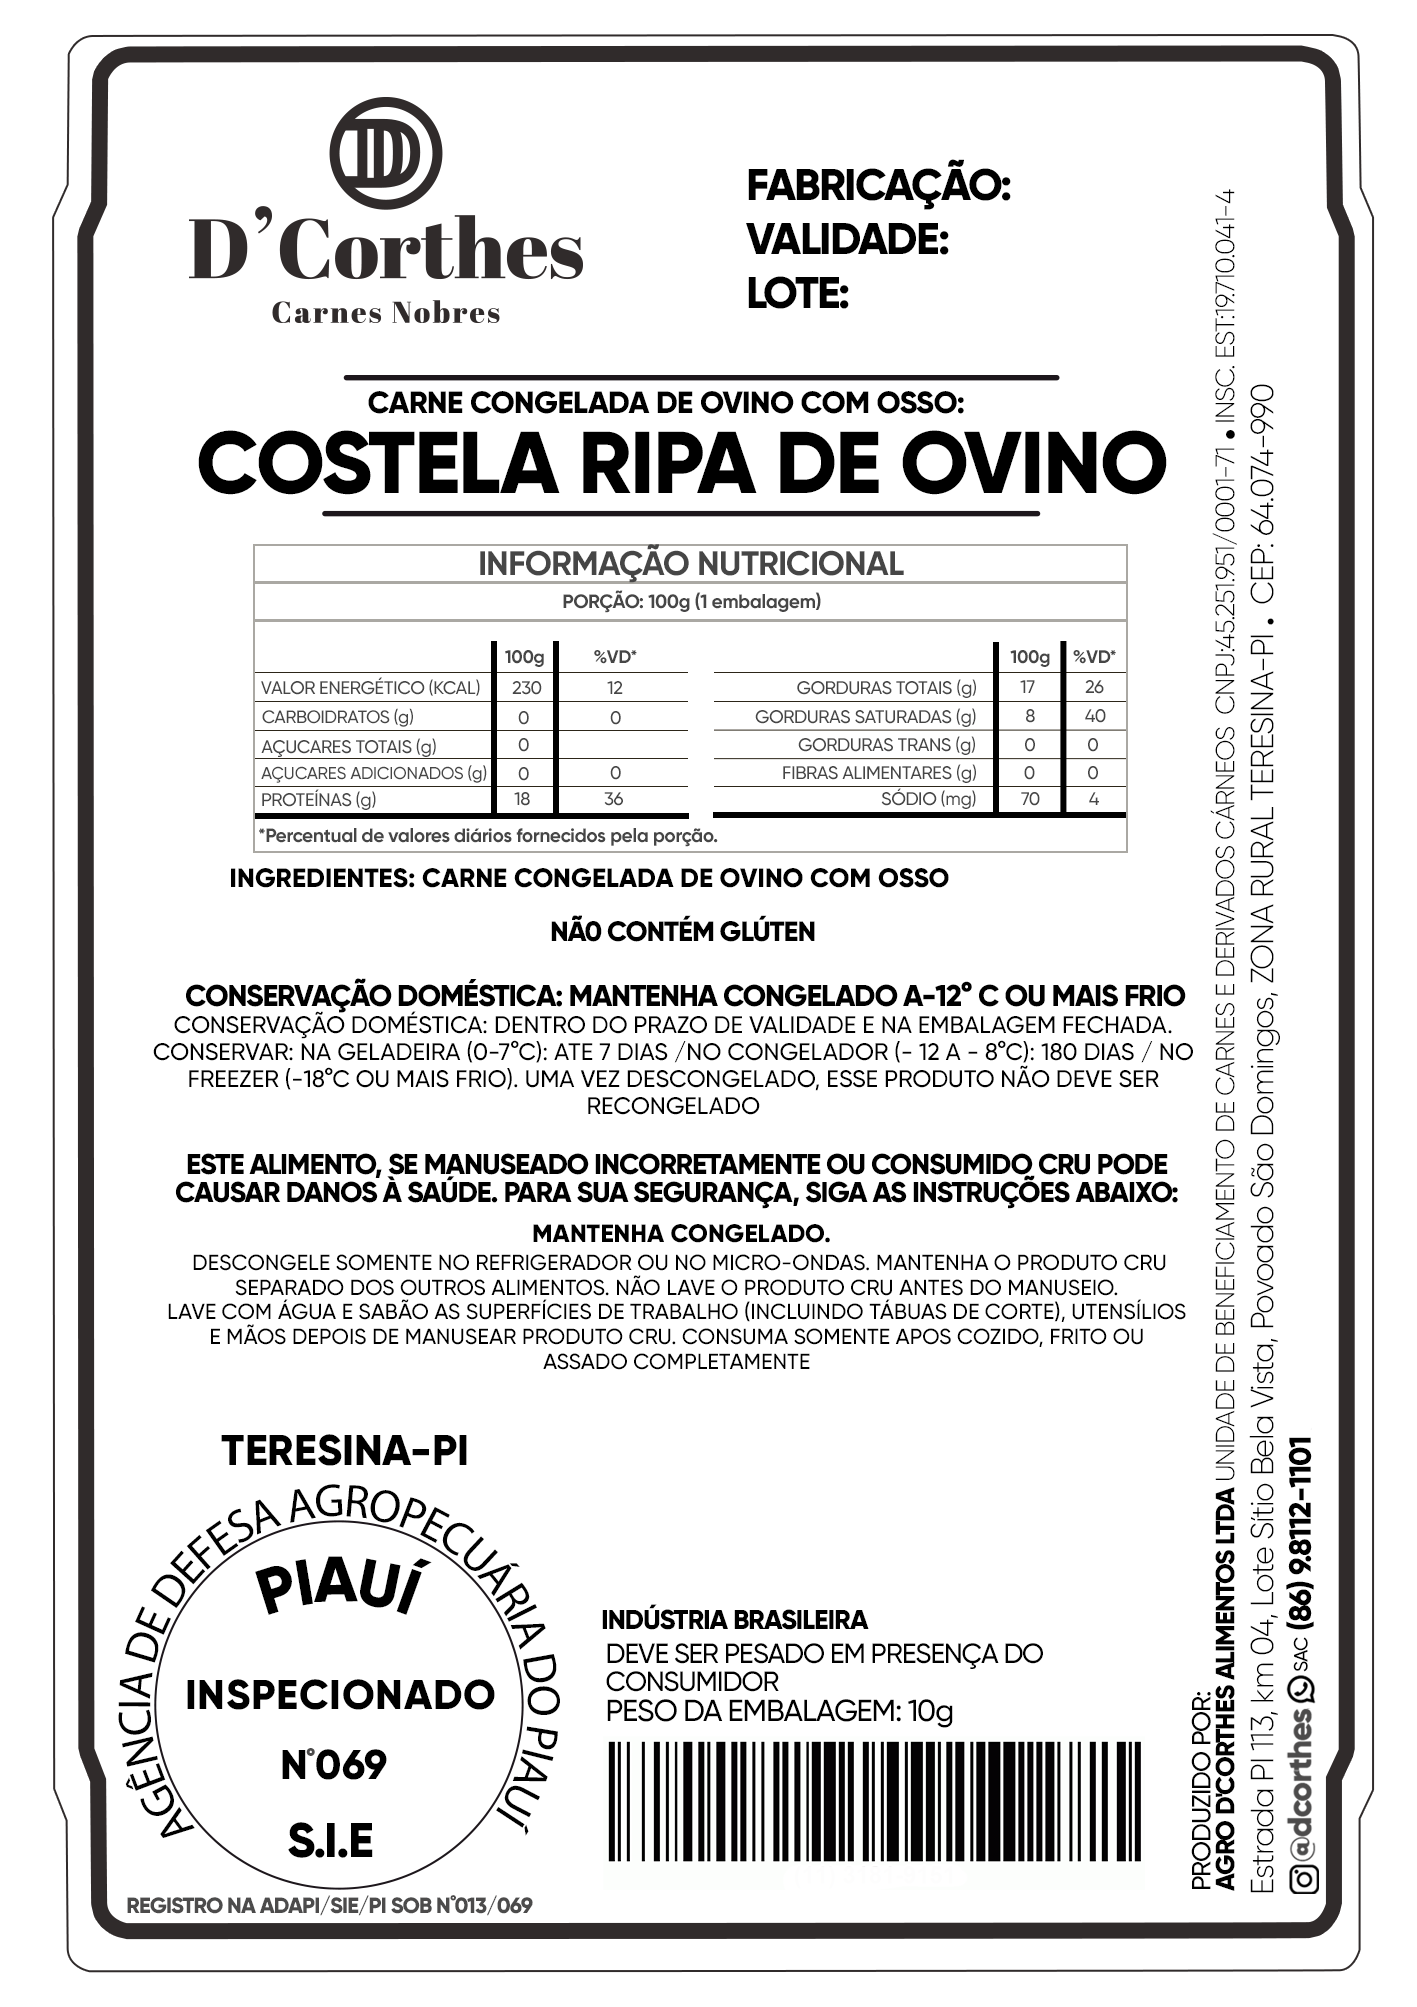 D
D'Corthes
Carnes Nobres
FABRICAÇÃO:
VALIDADE:
LOTE:
CARNE CONGELADA DE OVINO COM OSSO:
COSTELA RIPA DE OVINO
INFORMAÇÃO NUTRICIONAL
PORÇÃO: 100g (1 embalagem)
100g %VD*
VALOR ENERGÉTICO (KCAL) 230 12
CARBOIDRATOS (g) 0 0
AÇUCARES TOTAIS (g) 0
AÇUCARES ADICIONADOS (g) 0 0
PROTEÍNAS (g) 18 36
100g %VD*
GORDURAS TOTAIS (g) 17 26
GORDURAS SATURADAS (g) 8 40
GORDURAS TRANS (g) 0 0
FIBRAS ALIMENTARES (g) 0 0
SÓDIO (mg) 70 4
*Percentual de valores diários fornecidos pela porção.
INGREDIENTES: CARNE CONGELADA DE OVINO COM OSSO
NÃ0 CONTÉM GLÚTEN
CONSERVAÇÃO DOMÉSTICA: MANTENHA CONGELADO A-12° C OU MAIS FRIO
CONSERVAÇÃO DOMÉSTICA: DENTRO DO PRAZO DE VALIDADE E NA EMBALAGEM FECHADA.
CONSERVAR: NA GELADEIRA (0-7°C): ATE 7 DIAS /NO CONGELADOR (- 12 A - 8°C): 180 DIAS / NO
FREEZER (-18°C OU MAIS FRIO). UMA VEZ DESCONGELADO, ESSE PRODUTO NÃO DEVE SER
RECONGELADO
ESTE ALIMENTO, SE MANUSEADO INCORRETAMENTE OU CONSUMIDO CRU PODE
CAUSAR DANOS À SAÚDE. PARA SUA SEGURANÇA, SIGA AS INSTRUÇÕES ABAIXO:
MANTENHA CONGELADO.
DESCONGELE SOMENTE NO REFRIGERADOR OU NO MICRO-ONDAS. MANTENHA O PRODUTO CRU
SEPARADO DOS OUTROS ALIMENTOS. NÃO LAVE O PRODUTO CRU ANTES DO MANUSEIO.
LAVE COM ÁGUA E SABÃO AS SUPERFÍCIES DE TRABALHO (INCLUINDO TÁBUAS DE CORTE), UTENSÍLIOS
E MÃOS DEPOIS DE MANUSEAR PRODUTO CRU. CONSUMA SOMENTE APOS COZIDO, FRITO OU
ASSADO COMPLETAMENTE
TERESINA-PI
AGÊNCIA DE DEFESA AGROPECUÁRIA DO PIAUÍ
PIAUÍ
INSPECIONADO
N°069
S.I.E
REGISTRO NA ADAPI/SIE/PI SOB N°013/069
INDÚSTRIA BRASILEIRA
DEVE SER PESADO EM PRESENÇA DO
CONSUMIDOR
PESO DA EMBALAGEM: 10g
PRODUZIDO POR:
AGRO D'CORTHES ALIMENTOS LTDA UNIDADE DE BENEFICIAMENTO DE CARNES E DERIVADOS CÁRNEOS CNPJ:45.251.951/0001-71 • INSC. EST:19.710.041-4
Estrada PI 113, km 04, Lote Sítio Bela Vista, Povoado São Domingos, ZONA RURAL TERESINA-PI . CEP: 64.074-990
@dcorthes SAC (86) 9.8112-1101